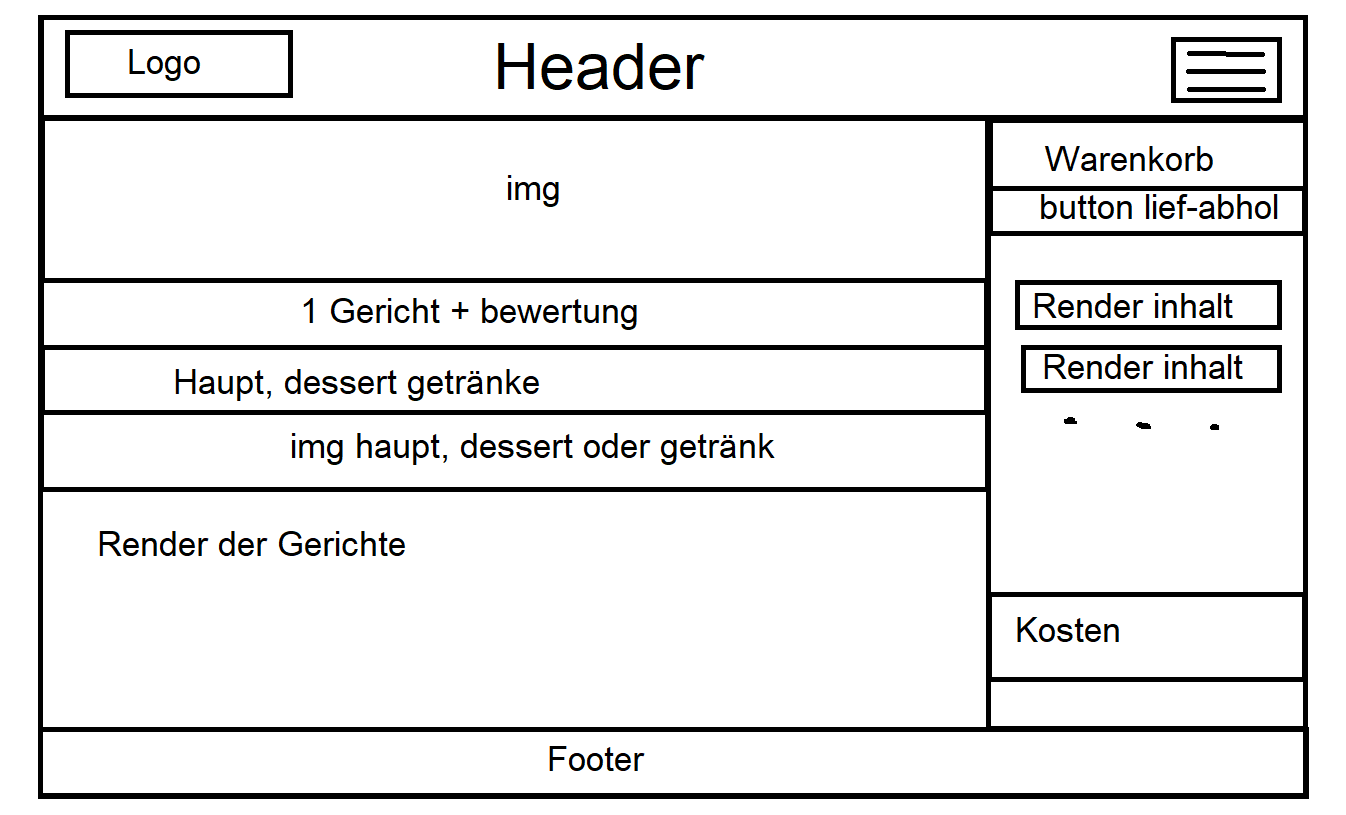 Logo
Header
img
1 Gericht + bewertung
Haupt, dessert getränke
img haupt, dessert oder getränk
Render der Gerichte
Warenkorb
button lief-abhol
Render inhalt
Render inhalt
Kosten
Footer